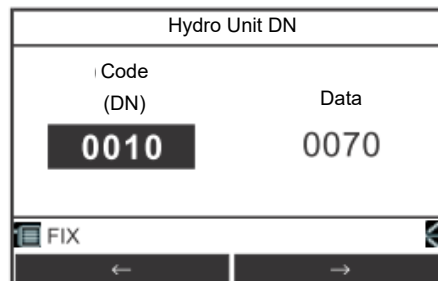 Hydro Unit DN
Code
(DN)
Data
0010
0070
FIX
← →